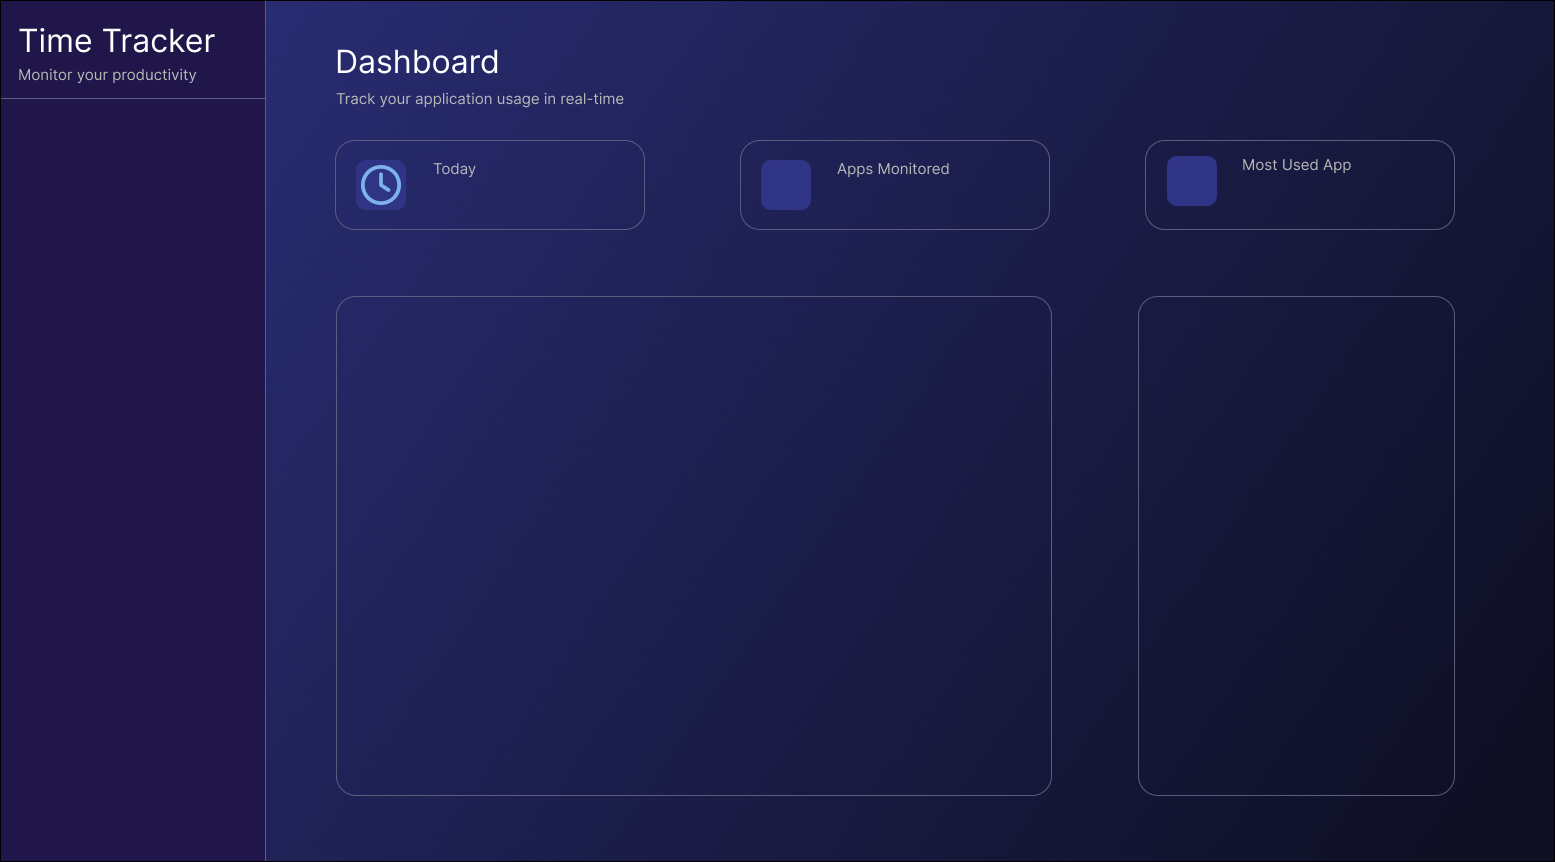 Time Tracker
Monitor your productivity
Dashboard
Track your application usage in real-time
Today
Apps Monitored
Most Used App